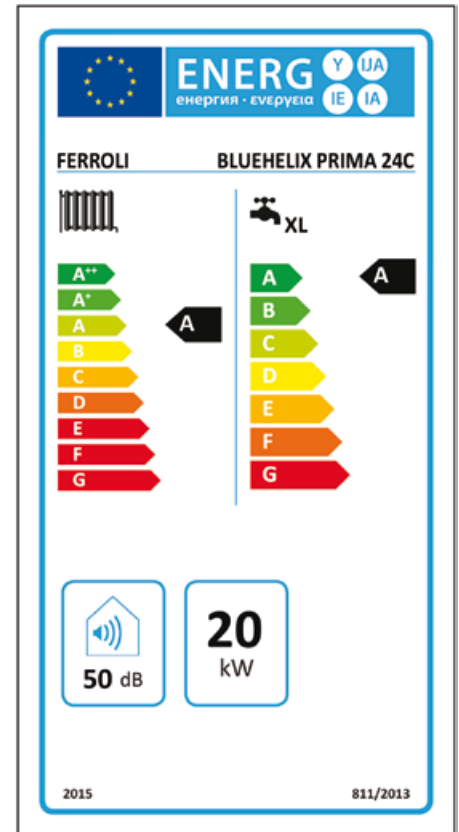 ENERG Y IJA
енергия · ενεργεια IE IA
FERROLI BLUEHELIX PRIMA 24C
XL
A++
A+
A
B
C
D
E
F
G
A
A
B
C
D
E
F
G
A
50 dB
20
kW
2015 811/2013